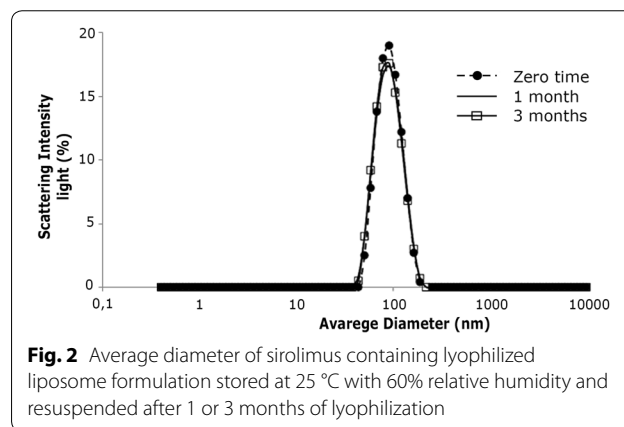 20
15
10
5
0
Scattering Intensity
light (%)
Zero time
1 month
3 months
0,1
1
10
100
1000
10000
Avarege Diameter (nm)
Fig. 2 Average diameter of sirolimus containing lyophilized
liposome formulation stored at 25 °C with 60% relative humidity and
resuspended after 1 or 3 months of lyophilization